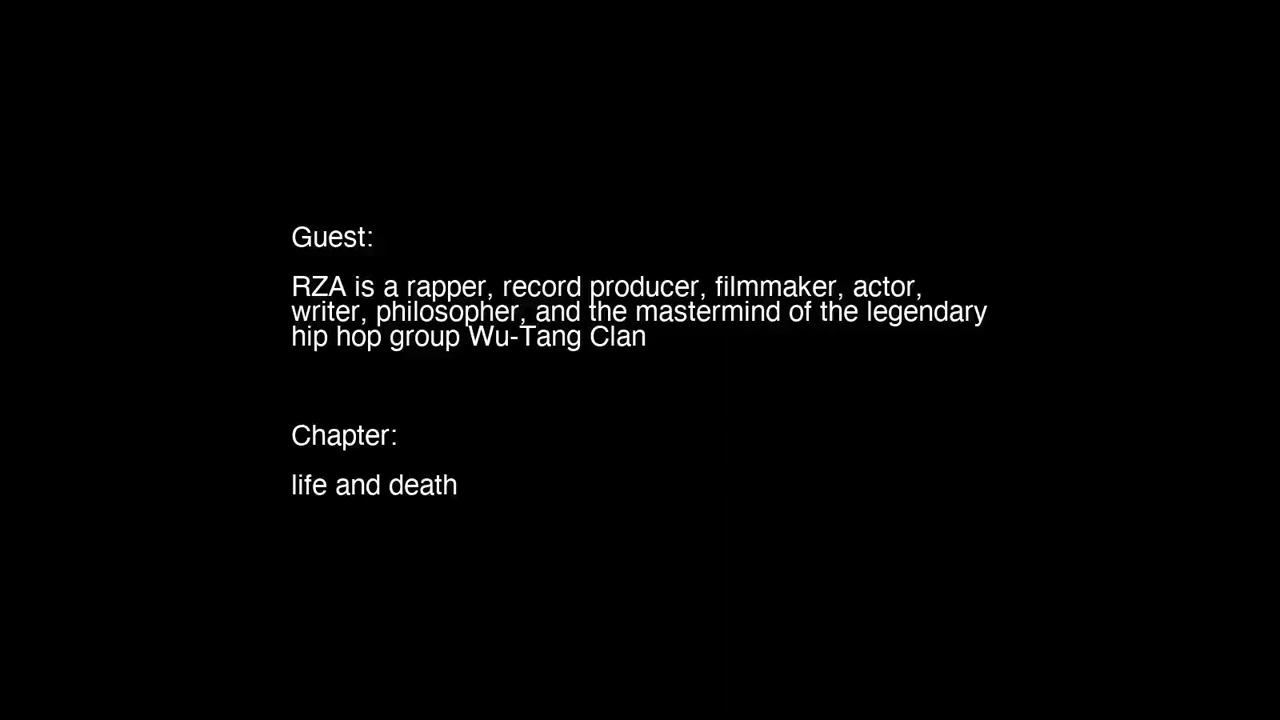 Guest:
RZA is a rapper, record producer, filmmaker, actor,
writer, philosopher, and the mastermind of the legendary
hip hop group Wu-Tang Clan
Chapter:
life and death